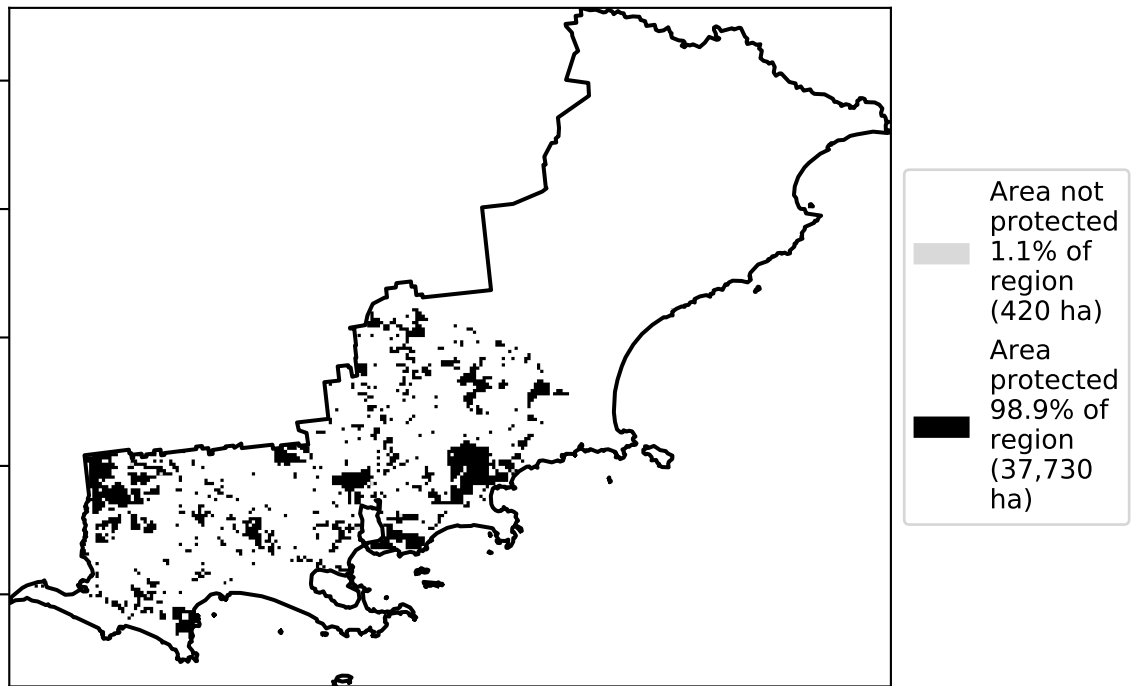 Area not
protected
1.1% of
region
(420 ha)
Area
protected
98.9% of
region
(37,730
ha)